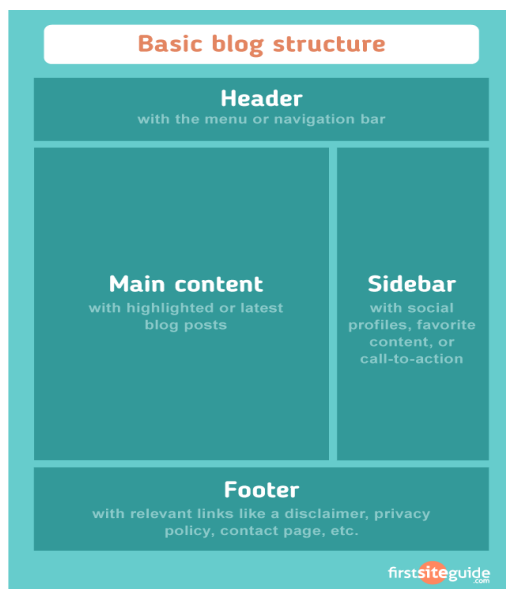 Basic blog structure
Header
with the menu or navigation bar
Main content
with highlighted or latest
blog posts
Sidebar
with social
profiles, favorite
content, or
call-to-action
Footer
with relevant links like a disclaimer, privacy
policy, contact page, etc.
firstsiteguide
.com